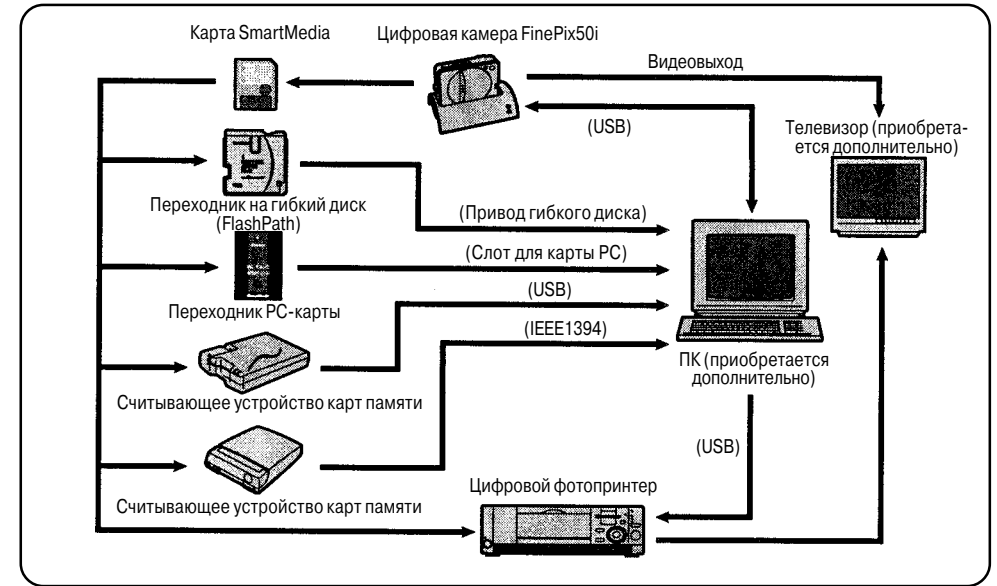 Карта SmartMedia
Цифровая камера FinePix50i
Видеовыход
(USB)
Телевизор (приобрета-
ется дополнительно)
Переходник на гибкий диск
(FlashPath)
(Привод гибкого диска)
(Слот для карты PC)
Переходник PC-карты
(USB)
(IEEE1394)
ПК (приобретается
дополнительно)
Считывающее устройство карт памяти
(USB)
Считывающее устройство карт памяти
Цифровой фотопринтер